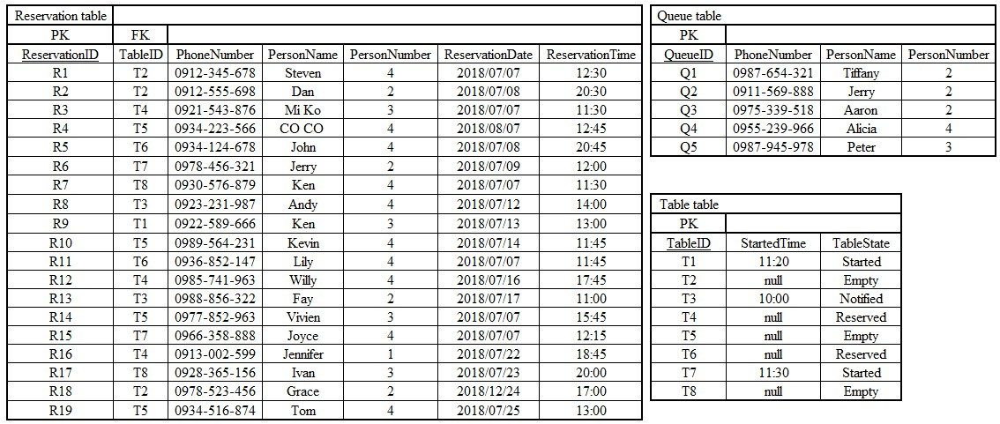 Reservation table
PK FK
ReservationID TableID PhoneNumber PersonName PersonNumber ReservationDate ReservationTime
R1 T2 0912-345-678 Steven 4 2018/07/07 12:30
R2 T2 0912-555-698 Dan 2 2018/07/08 20:30
R3 T4 0921-543-876 Mi Ko 3 2018/07/07 11:30
R4 T5 0934-223-566 CO CO 4 2018/08/07 12:45
R5 T6 0934-124-678 John 4 2018/07/08 20:45
R6 T7 0978-456-321 Jerry 2 2018/07/09 12:00
R7 T8 0930-576-879 Ken 4 2018/07/07 11:30
R8 T3 0923-231-987 Andy 4 2018/07/12 14:00
R9 T1 0922-589-666 Ken 3 2018/07/13 13:00
R10 T5 0989-564-231 Kevin 4 2018/07/14 11:45
R11 T6 0936-852-147 Lily 4 2018/07/07 11:45
R12 T4 0985-741-963 Willy 4 2018/07/16 17:45
R13 T3 0988-856-322 Fay 2 2018/07/17 11:00
R14 T5 0977-852-963 Vivien 3 2018/07/07 15:45
R15 T7 0966-358-888 Joyce 4 2018/07/07 12:15
R16 T4 0913-002-599 Jennifer 1 2018/07/22 18:45
R17 T8 0928-365-156 Ivan 3 2018/07/23 20:00
R18 T2 0978-523-456 Grace 2 2018/12/24 17:00
R19 T5 0934-516-874 Tom 4 2018/07/25 13:00
Queue table
PK
QueueID PhoneNumber PersonName PersonNumber
Q1 0987-654-321 Tiffany 2
Q2 0911-569-888 Jerry 2
Q3 0975-339-518 Aaron 2
Q4 0955-239-966 Alicia 4
Q5 0987-945-978 Peter 3
Table table
PK
TableID StartedTime TableState
T1 11:20 Started
T2 null Empty
T3 10:00 Notified
T4 null Reserved
T5 null Empty
T6 null Reserved
T7 11:30 Started
T8 null Empty